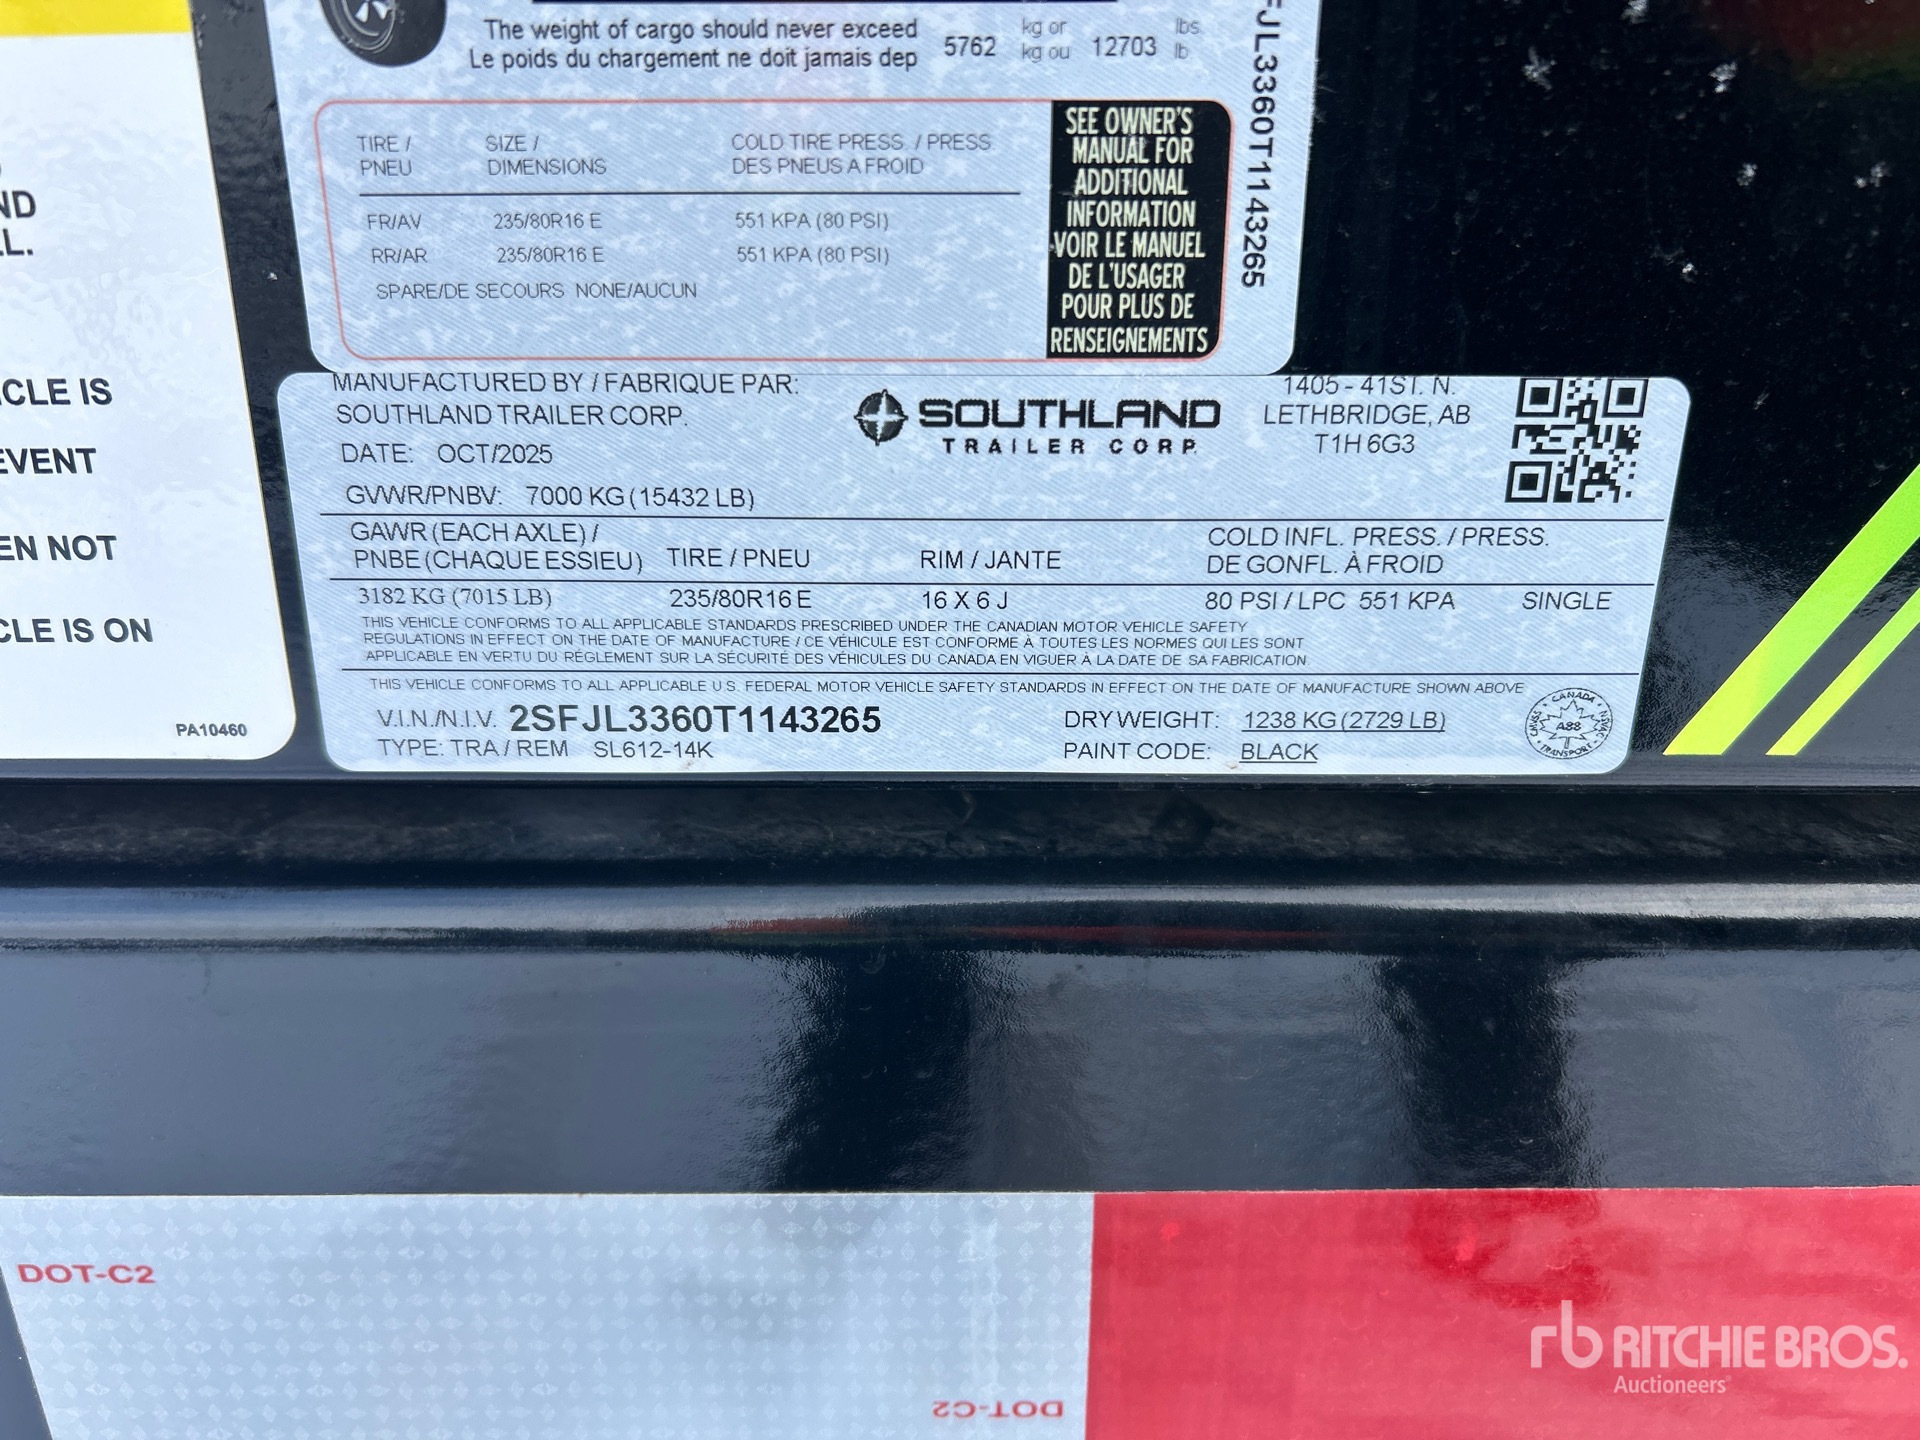 The weight of cargo should never exceed 5762 kg or 12703 lbs
Le poids du chargement ne doit jamais dep kg ou lb
TIRE / PNEU SIZE / DIMENSIONS COLD TIRE PRESS. / PRESS DES PNEUS A FROID
FR/AV 235/80R16 E 551 KPA (80 PSI)
RR/AR 235/80R16 E 551 KPA (80 PSI)
SPARE/DE SECOURS NONE/AUCUN
SEE OWNER'S
MANUAL FOR
ADDITIONAL
INFORMATION
VOIR LE MANUEL
DE L'USAGER
POUR PLUS DE
RENSEIGNEMENTS
FJL3360T1143265
ND
L.
CLE IS
EVENT
EN NOT
CLE IS ON
PA10460
MANUFACTURED BY / FABRIQUE PAR:
SOUTHLAND TRAILER CORP.
DATE: OCT/2025
GVWR/PNBV: 7000 KG (15432 LB)
SOUTHLAND
TRAILER CORP.
1405 - 41ST. N.
LETHBRIDGE, AB
T1H 6G3
GAWR (EACH AXLE) /
PNBE (CHAQUE ESSIEU) TIRE / PNEU RIM / JANTE COLD INFL. PRESS. / PRESS.
DE GONFL. À FROID
3182 KG (7015 LB) 235/80R16 E 16 X 6 J 80 PSI / LPC 551 KPA SINGLE
THIS VEHICLE CONFORMS TO ALL APPLICABLE STANDARDS PRESCRIBED UNDER THE CANADIAN MOTOR VEHICLE SAFETY
REGULATIONS IN EFFECT ON THE DATE OF MANUFACTURE / CE VÉHICULE EST CONFORME À TOUTES LES NORMES QUI LES SONT
APPLICABLE EN VERTU DU RÉGLEMENT SUR LA SÉCURITÉ DES VÉHICULES DU CANADA EN VIGUER À LA DATE DE SA FABRICATION
THIS VEHICLE CONFORMS TO ALL APPLICABLE U.S. FEDERAL MOTOR VEHICLE SAFETY STANDARDS IN EFFECT ON THE DATE OF MANUFACTURE SHOWN ABOVE
V.I.N./N.I.V. 2SFJL3360T1143265 DRY WEIGHT: 1238 KG (2729 LB)
TYPE: TRA / REM SL612-14K PAINT CODE: BLACK
CANADA
CMVSS A88 NSVAC
TRANSPORT
DOT-C2
DOT-C2
rb RITCHIE BROS.
Auctioneers